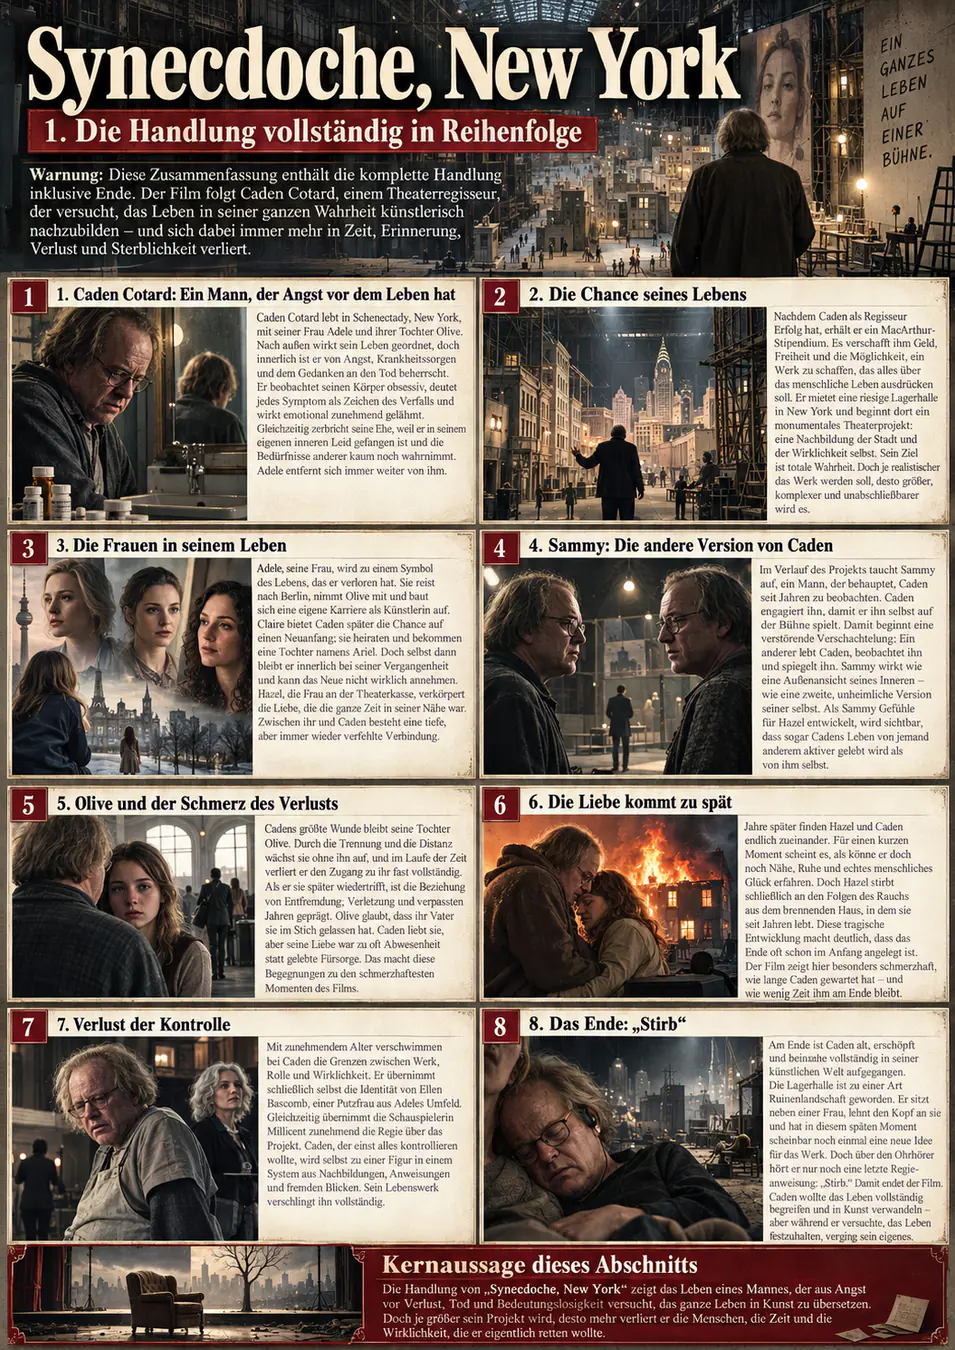 Synecdoche, New York
1. Die Handlung vollständig in Reihenfolge
Warnung: Diese Zusammenfassung enthält die komplette Handlung
inklusive Ende. Der Film folgt Caden Cotard, einem Theaterregisseur,
der versucht, das Leben in seiner ganzen Wahrheit künstlerisch
nachzubilden – und sich dabei immer mehr in Zeit, Erinnerung,
Verlust und Sterblichkeit verliert.
EIN
GANZES
LEBEN
AUF
EINER
BÜHNE.
1
1. Caden Cotard: Ein Mann, der Angst vor dem Leben hat
Caden Cotard lebt in Schenectady, New York,
mit seiner Frau Adele und ihrer Tochter Olive.
Nach außen wirkt sein Leben geordnet, doch
innerlich ist er von Angst, Krankheitssorgen
und dem Gedanken an den Tod beherrscht.
Er beobachtet seinen Körper obsessiv, deutet
jedes Symptom als Zeichen des Verfalls und
wirkt emotional zunehmend gelähmt.
Gleichzeitig zerbricht seine Ehe, weil er in seinem
eigenen inneren Leid gefangen ist und die
Bedürfnisse anderer kaum noch wahrnimmt.
Adele entfernt sich immer weiter von ihm.
2
2. Die Chance seines Lebens
Nachdem Caden als Regisseur
Erfolg hat, erhält er ein MacArthur-
Stipendium. Es verschafft ihm Geld,
Freiheit und die Möglichkeit, ein
Werk zu schaffen, das alles über
das menschliche Leben ausdrücken
soll. Er mietet eine riesige Lagerhalle
in New York und beginnt dort ein
monumentales Theaterprojekt:
eine Nachbildung der Stadt und
der Wirklichkeit selbst. Sein Ziel
ist totale Wahrheit. Doch je realistischer
das Werk werden soll, desto größer,
komplexer und unabschließbarer
wird es.
3
3. Die Frauen in seinem Leben
Adele, seine Frau, wird zu einem Symbol
des Lebens, das er verloren hat. Sie reist
nach Berlin, nimmt Olive mit und baut
sich eine eigene Karriere als Künstlerin auf.
Claire bietet Caden später die Chance auf
einen Neuanfang; sie heiraten und bekommen
eine Tochter namens Ariel. Doch selbst dann
bleibt er innerlich bei seiner Vergangenheit
und kann das Neue nicht wirklich annehmen.
Hazel, die Frau an der Theaterkasse, verkörpert
die Liebe, die die ganze Zeit in seiner Nähe war.
Zwischen ihr und Caden besteht eine tiefe,
aber immer wieder verfehlte Verbindung.
4
4. Sammy: Die andere Version von Caden
Im Verlauf des Projekts taucht Sammy
auf, ein Mann, der behauptet, Caden
seit Jahren zu beobachten. Caden
engagiert ihn, damit er ihn selbst auf
der Bühne spielt. Damit beginnt eine
verstörende Verschachtelung: Ein
anderer lebt Caden, beobachtet ihn
und spiegelt ihn. Sammy wirkt wie
eine Außenansicht seines Inneren –
wie eine zweite, unheimliche Version
seiner selbst. Als Sammy Gefühle
für Hazel entwickelt, wird sichtbar,
dass sogar Cadens Leben von jemand
anderem aktiver gelebt wird als
von ihm selbst.
5
5. Olive und der Schmerz des Verlusts
Cadens größte Wunde bleibt seine Tochter
Olive. Durch die Trennung und die Distanz
wächst sie ohne ihn auf, und im Laufe der Zeit
verliert er den Zugang zu ihr fast vollständig.
Als er sie später wiedertrifft, ist die Beziehung
von Entfremdung, Verletzung und verpassten
Jahren geprägt. Olive glaubt, dass ihr Vater
sie im Stich gelassen hat. Caden liebt sie,
aber seine Liebe war zu oft Abwesenheit
statt gelebte Fürsorge. Das macht diese
Begegnungen zu den schmerzhaftesten
Momenten des Films.
6
6. Die Liebe kommt zu spät
Jahre später finden Hazel und Caden
endlich zueinander. Für einen kurzen
Moment scheint es, als könne er doch
noch Nähe, Ruhe und echtes menschliches
Glück erfahren. Doch Hazel stirbt
schließlich an den Folgen des Rauchs
aus dem brennenden Haus, in dem sie
seit Jahren lebt. Diese tragische
Entwicklung macht deutlich, dass das
Ende oft schon im Anfang angelegt ist.
Der Film zeigt hier besonders schmerzhaft,
wie lange Caden gewartet hat – und
wie wenig Zeit ihm am Ende bleibt.
7
7. Verlust der Kontrolle
Mit zunehmendem Alter verschwimmen
bei Caden die Grenzen zwischen Werk,
Rolle und Wirklichkeit. Er übernimmt
schließlich selbst die Identität von Ellen
Bascomb, einer Putzfrau aus Adeles Umfeld.
Gleichzeitig übernimmt die Schauspielerin
Millicent zunehmend die Regie über das
Projekt. Caden, der einst alles kontrollieren
wollte, wird selbst zu einer Figur in einem
System aus Nachbildungen, Anweisungen
und fremden Blicken. Sein Lebenswerk
verschlingt ihn vollständig.
8
8. Das Ende: „Stirb“
Am Ende ist Caden alt, erschöpft
und beinahe vollständig in seiner
künstlichen Welt aufgegangen.
Die Lagerhalle ist zu einer Art
Ruinenlandschaft geworden. Er sitzt
neben einer Frau, lehnt den Kopf an sie
und hat in diesem späten Moment
scheinbar noch einmal eine neue Idee
für das Werk. Doch über den Ohrhörer
hört er nur noch eine letzte Regie-
anweisung: „Stirb.“ Damit endet der Film.
Caden wollte das Leben vollständig
begreifen und in Kunst verwandeln –
aber während er versuchte, das Leben
festzuhalten, verging sein eigenes.
Kernaussage dieses Abschnitts
Die Handlung von „Synecdoche, New York“ zeigt das Leben eines Mannes, der aus Angst
vor Verlust, Tod und Bedeutungslosigkeit versucht, das ganze Leben in Kunst zu übersetzen.
Doch je größer sein Projekt wird, desto mehr verliert er die Menschen, die Zeit und die
Wirklichkeit, die er eigentlich retten wollte.